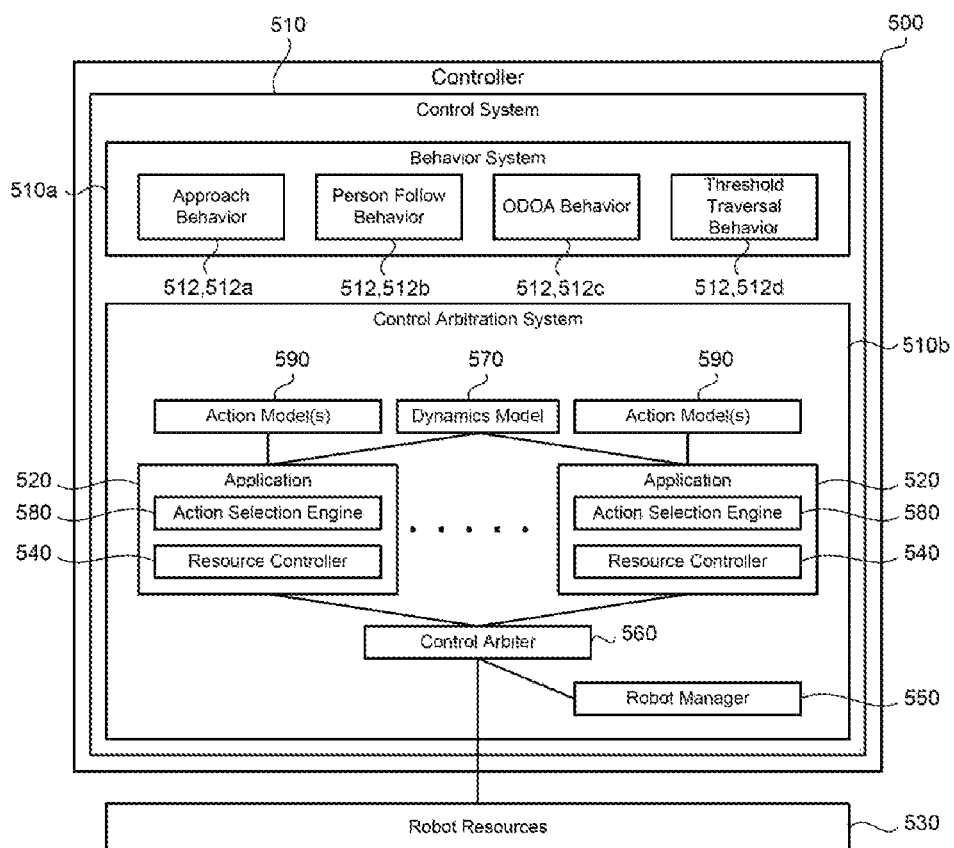 510
500
Controller
Control System
Behavior System
510a
Approach
Behavior
Person Follow
Behavior
ODOA Behavior
Threshold
Traversal
Behavior
512,512a
512,512b
512,512c
512,512d
Control Arbitration System
510b
590
570
590
Action Model(s)
Dynamics Model
Action Model(s)
520
Application
Application
520
580
Action Selection Engine
Action Selection Engine
580
540
Resource Controller
Resource Controller
540
Control Arbiter
560
Robot Manager
550
Robot Resources
530